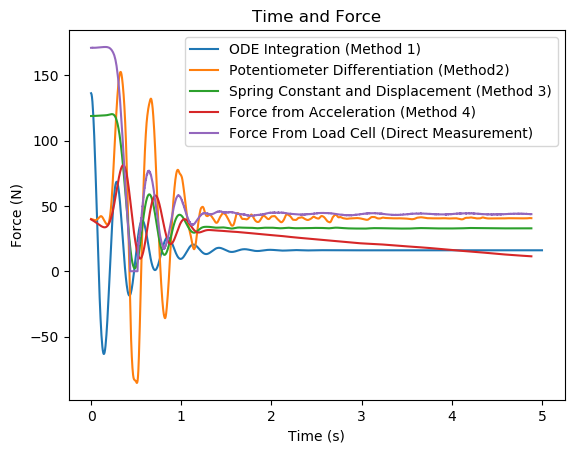 Time and Force
ODE Integration (Method 1)
Potentiometer Differentiation (Method2)
Spring Constant and Displacement (Method 3)
Force from Acceleration (Method 4)
Force From Load Cell (Direct Measurement)
Force (N)
150
100
50
0
−50
0 1 2 3 4 5
Time (s)